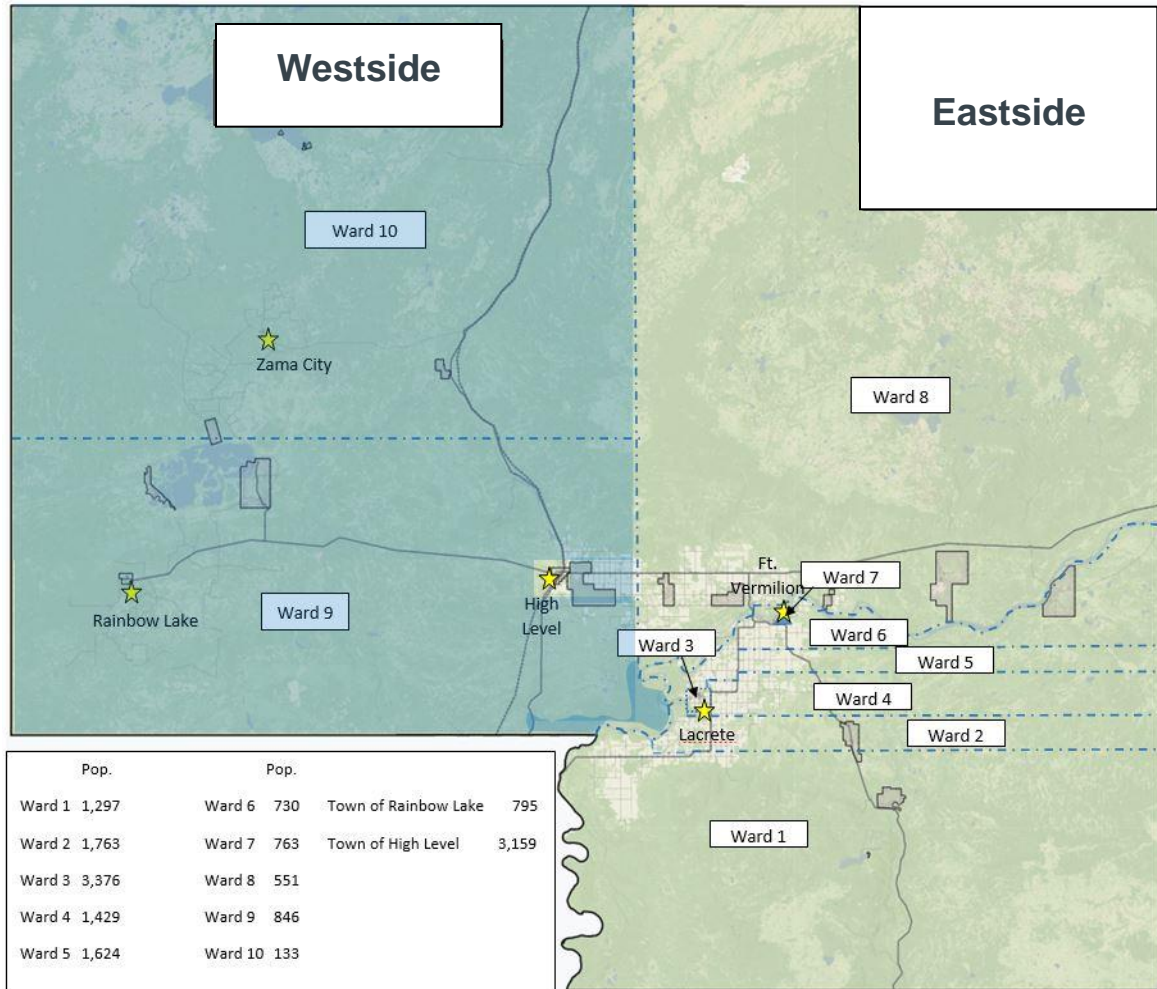 Westside
Eastside
Ward 10
Zama City
Ward 8
Ft.
Vermilion
Ward 7
High
Level
Rainbow Lake
Ward 9
Ward 6
Ward 3
Ward 5
Ward 4
Lacrete
Ward 2
Ward 1
Pop. Pop.
Ward 1 1,297 Ward 6 730 Town of Rainbow Lake 795
Ward 2 1,763 Ward 7 763 Town of High Level 3,159
Ward 3 3,376 Ward 8 551
Ward 4 1,429 Ward 9 846
Ward 5 1,624 Ward 10 133